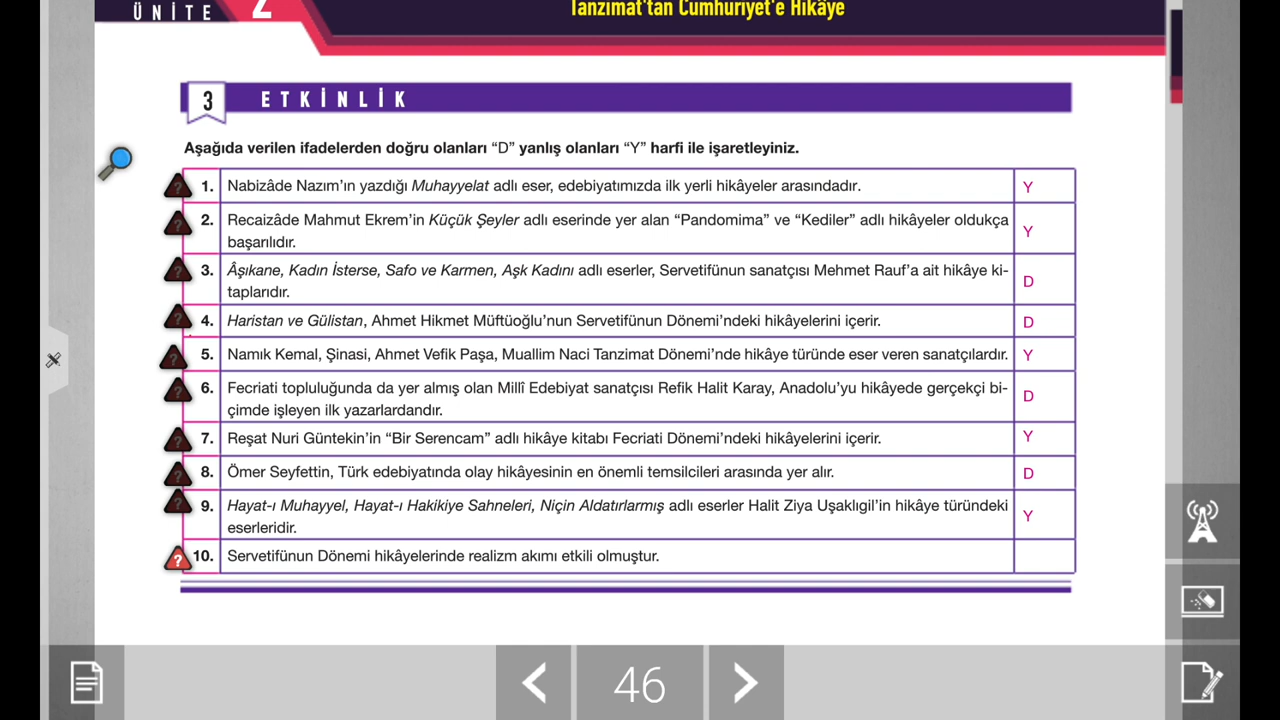 ÜNİTE 2
Tanzimat'tan Cumhuriyet'e Hikâye
3 ETKİNLİK
Aşağıda verilen ifadelerden doğru olanları “D” yanlış olanları “Y” harfi ile işaretleyiniz.
1. Nabizâde Nazım’ın yazdığı Muhayyelat adlı eser, edebiyatımızda ilk yerli hikâyeler arasındadır. Y
2. Recaizâde Mahmut Ekrem’in Küçük Şeyler adlı eserinde yer alan “Pandomima” ve “Kediler” adlı hikâyeler oldukça
başarılıdır. Y
3. Âşıkane, Kadın İsterse, Safo ve Karmen, Aşk Kadını adlı eserler, Servetifünun sanatçısı Mehmet Rauf’a ait hikâye ki-
taplarıdır. D
4. Haristan ve Gülistan, Ahmet Hikmet Müftüoğlu’nun Servetifünun Dönemi’ndeki hikâyelerini içerir. D
5. Namık Kemal, Şinasi, Ahmet Vefik Paşa, Muallim Naci Tanzimat Dönemi’nde hikâye türünde eser veren sanatçılardır. Y
6. Fecriati topluluğunda da yer almış olan Millî Edebiyat sanatçısı Refik Halit Karay, Anadolu’yu hikâyede gerçekçi bi-
çimde işleyen ilk yazarlardandır. D
7. Reşat Nuri Güntekin’in “Bir Serencam” adlı hikâye kitabı Fecriati Dönemi’ndeki hikâyelerini içerir. Y
8. Ömer Seyfettin, Türk edebiyatında olay hikâyesinin en önemli temsilcileri arasında yer alır. D
9. Hayat-ı Muhayyel, Hayat-ı Hakikiye Sahneleri, Niçin Aldatırlarmış adlı eserler Halit Ziya Uşaklıgil’in hikâye türündeki
eserleridir. Y
10. Servetifünun Dönemi hikâyelerinde realizm akımı etkili olmuştur.
46